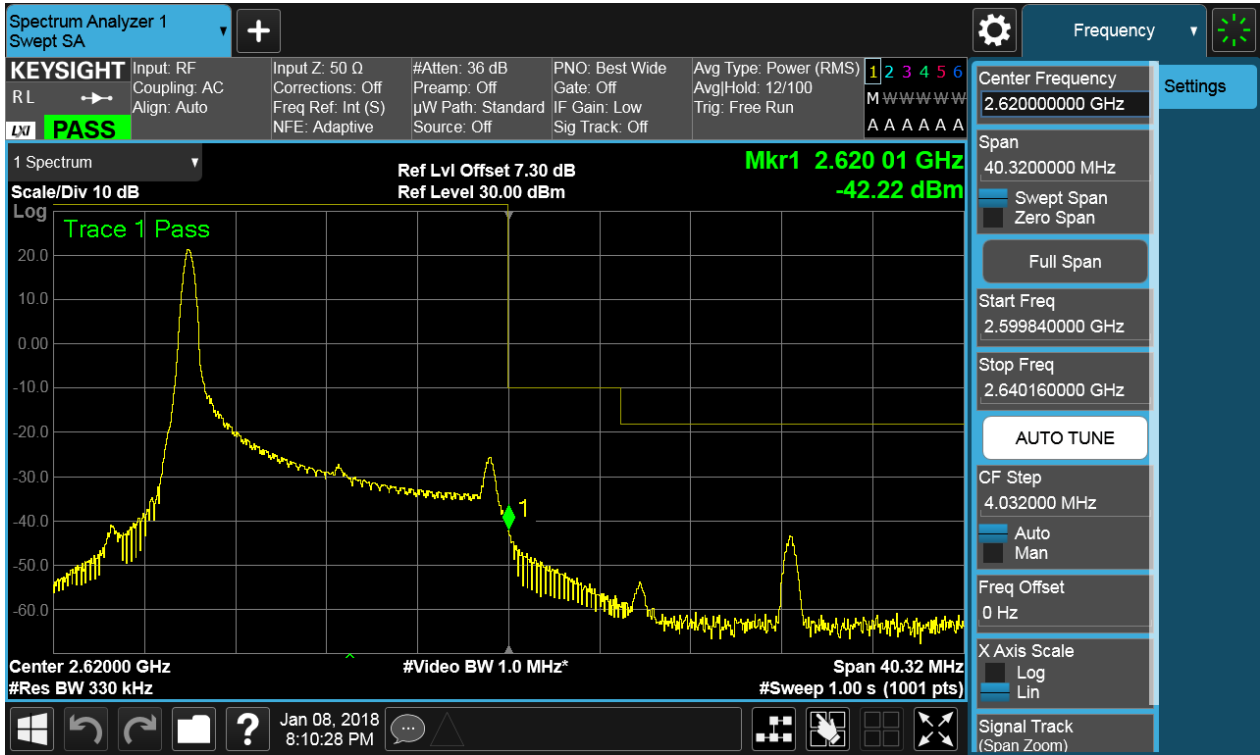 Spectrum Analyzer 1
Swept SA
+
Frequency
KEYSIGHT
R L
LXI
PASS
Input: RF
Coupling: AC
Align: Auto
Input Z: 50 Ω
Corrections: Off
Freq Ref: Int (S)
NFE: Adaptive
#Atten: 36 dB
Preamp: Off
µW Path: Standard
Source: Off
PNO: Best Wide
Gate: Off
IF Gain: Low
Sig Track: Off
Avg Type: Power (RMS)
Avg|Hold: 12/100
Trig: Free Run
1 2 3 4 5 6
M W W W W W
A A A A A A
1 Spectrum
Scale/Div 10 dB
Log
Ref Lvl Offset 7.30 dB
Ref Level 30.00 dBm
Mkr1 2.620 01 GHz
-42.22 dBm
Trace 1 Pass
20.0
10.0
0.00
-10.0
-20.0
-30.0
-40.0
-50.0
-60.0
1
Center 2.62000 GHz
#Res BW 330 kHz
#Video BW 1.0 MHz*
Span 40.32 MHz
#Sweep 1.00 s (1001 pts)
Center Frequency
2.620000000 GHz
Span
40.3200000 MHz
Swept Span
Zero Span
Full Span
Start Freq
2.599840000 GHz
Stop Freq
2.640160000 GHz
AUTO TUNE
CF Step
4.032000 MHz
Auto
Man
Freq Offset
0 Hz
X Axis Scale
Log
Lin
Signal Track
(Span Zoom)
Settings
?
Jan 08, 2018
8:10:28 PM